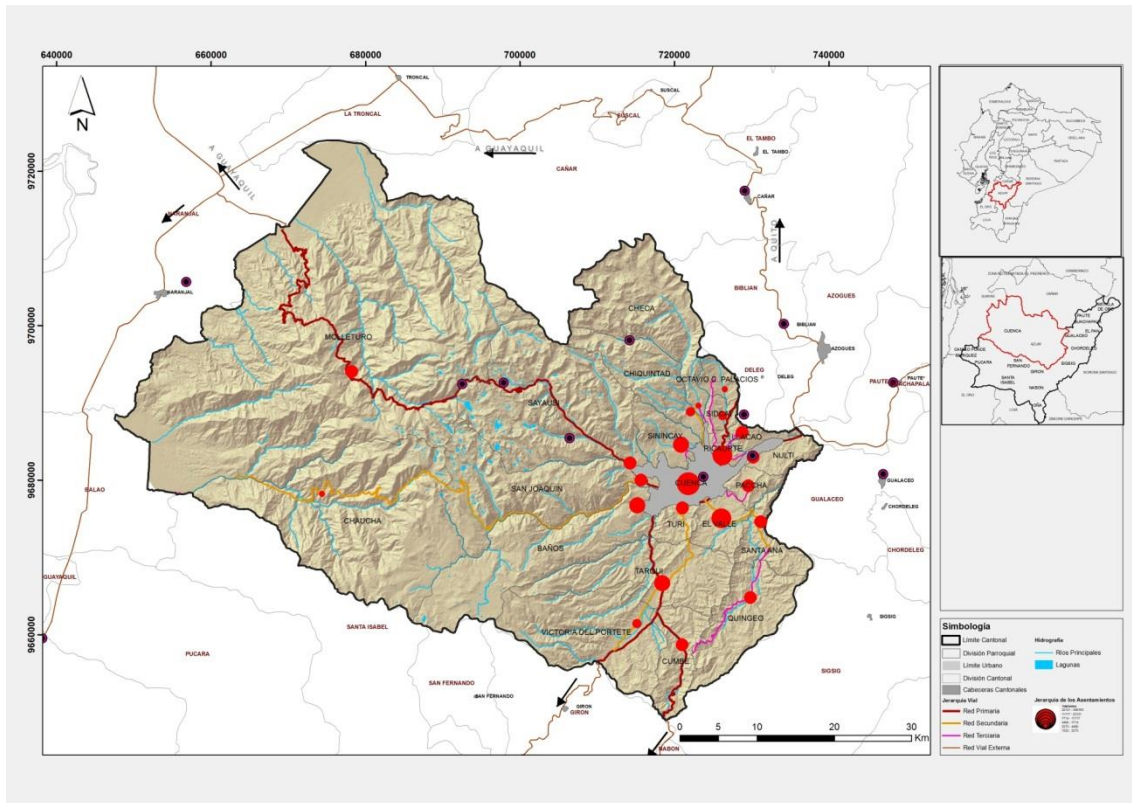 640000 660000 680000 700000 720000 740000
9720000
9700000
9680000
9660000
N
TRONCAL
LA TRONCAL
SUSCAL
SUSCAL
A GUAYAQUIL
A GUAYAQUIL
EL TAMBO
EL TAMBO
CAÑAR
CAÑAR
A QUITO
NARANJAL
NARANJAL
BIBLIAN
BIBLIAN
AZOGUES
AZOGUES
CHECA
MOLLETURO
CHIQUINTAD
OCTAVIO C. PALACIOS
DELEG
DELEG
PAUTE
PAUTE
SAYAUSI
SIDCAY
SININCAY
LLACAO
RICAURTE
NULTI
SAN JOAQUIN
CUENCA
PACCHA
GUALACEO
GUALACEO
BALAO
CHAUCHA
CHORDELEG
CHORDELEG
TURI
EL VALLE
BAÑOS
SANTA ANA
TARQUI
GUAYAQUIL
SANTA ISABEL
VICTORIA DEL PORTETE
QUINGEO
SIGSIG
PUCARA
CUMBE
SIGSIG
SAN FERNANDO
SAN FERNANDO
GIRON
GIRON
NABON
0 5 10 20 30
Km
Simbología
Límite Cantonal
División Parroquial
Límite Urbano
División Cantonal
Cabeceras Cantonales
Hidrografía
Ríos Principales
Lagunas
Jerarquía Vial
Red Primaria
Red Secundaria
Red Terciaria
Red Vial Externa
Jerarquía de los Asentamientos